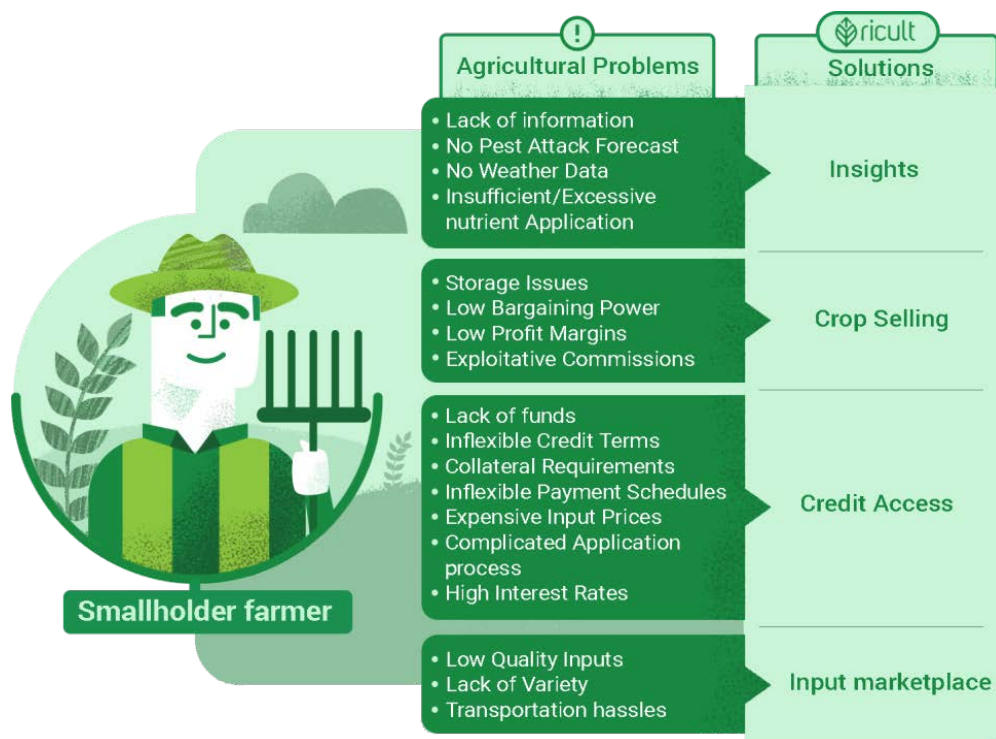 !
Agricultural Problems
ricult
Solutions
• Lack of information
• No Pest Attack Forecast
• No Weather Data
• Insufficient/Excessive
nutrient Application
Insights
• Storage Issues
• Low Bargaining Power
• Low Profit Margins
• Exploitative Commissions
Crop Selling
• Lack of funds
• Inflexible Credit Terms
• Collateral Requirements
• Inflexible Payment Schedules
• Expensive Input Prices
• Complicated Application
process
• High Interest Rates
Credit Access
• Low Quality Inputs
• Lack of Variety
• Transportation hassles
Input marketplace
Smallholder farmer